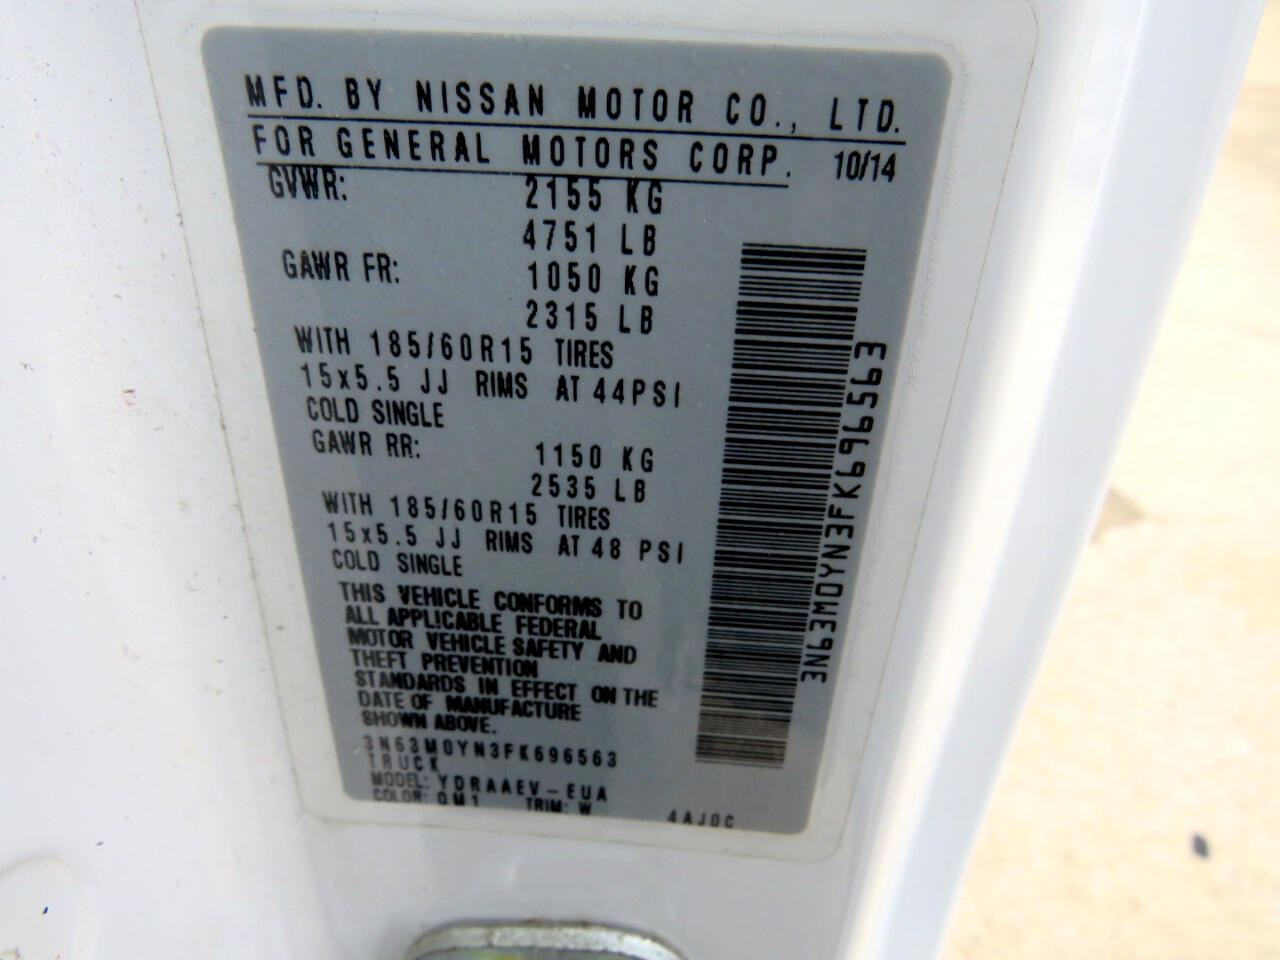 MFD. BY NISSAN MOTOR CO., LTD.
FOR GENERAL MOTORS CORP. 10/14
GVWR: 2155 KG
4751 LB
GAWR FR: 1050 KG
2315 LB
WITH 185/60R15 TIRES
15x5.5 JJ RIMS AT 44PSI
COLD SINGLE
GAWR RR: 1150 KG
2535 LB
WITH 185/60R15 TIRES
15x5.5 JJ RIMS AT 48 PSI
COLD SINGLE
THIS VEHICLE CONFORMS TO
ALL APPLICABLE FEDERAL
MOTOR VEHICLE SAFETY AND
THEFT PREVENTION
STANDARDS IN EFFECT ON THE
DATE OF MANUFACTURE
SHOWN ABOVE.
3N63M0YN3FK696563
TRUCK
MODEL: YDRAAEV-EUA
COLOR: QM1 TRIM: W 4AJ0C
3N63M0YN3FK696563